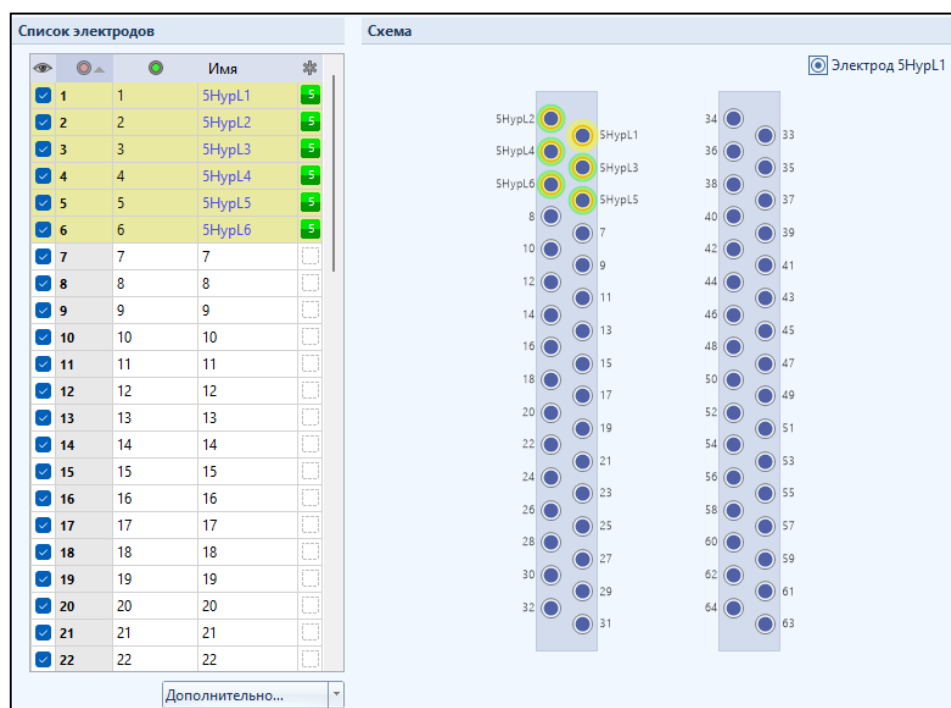 Список электродов
Имя
1 1 5HypL1 5
2 2 5HypL2 5
3 3 5HypL3 5
4 4 5HypL4 5
5 5 5HypL5 5
6 6 5HypL6 5
7 7 7
8 8 8
9 9 9
10 10 10
11 11 11
12 12 12
13 13 13
14 14 14
15 15 15
16 16 16
17 17 17
18 18 18
19 19 19
20 20 20
21 21 21
22 22 22
Дополнительно...
Схема
Электрод 5HypL1
5HypL2
5HypL1
5HypL4
5HypL3
5HypL6
5HypL5
8
7
10
9
12
11
14
13
16
15
18
17
20
19
22
21
24
23
26
25
28
27
30
29
32
31
34
33
36
35
38
37
40
39
42
41
44
43
46
45
48
47
50
49
52
51
54
53
56
55
58
57
60
59
62
61
64
63